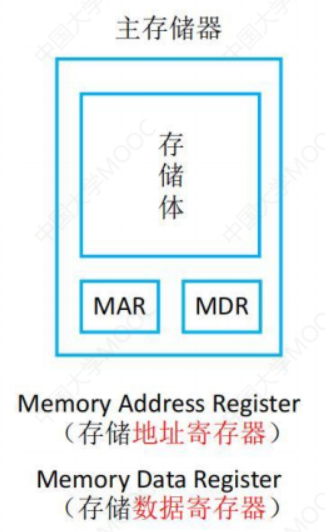 主存储器
存
储
体
MAR MDR
Memory Address Register
（存储地址寄存器）
Memory Data Register
（存储数据寄存器）
中国大学MOOC